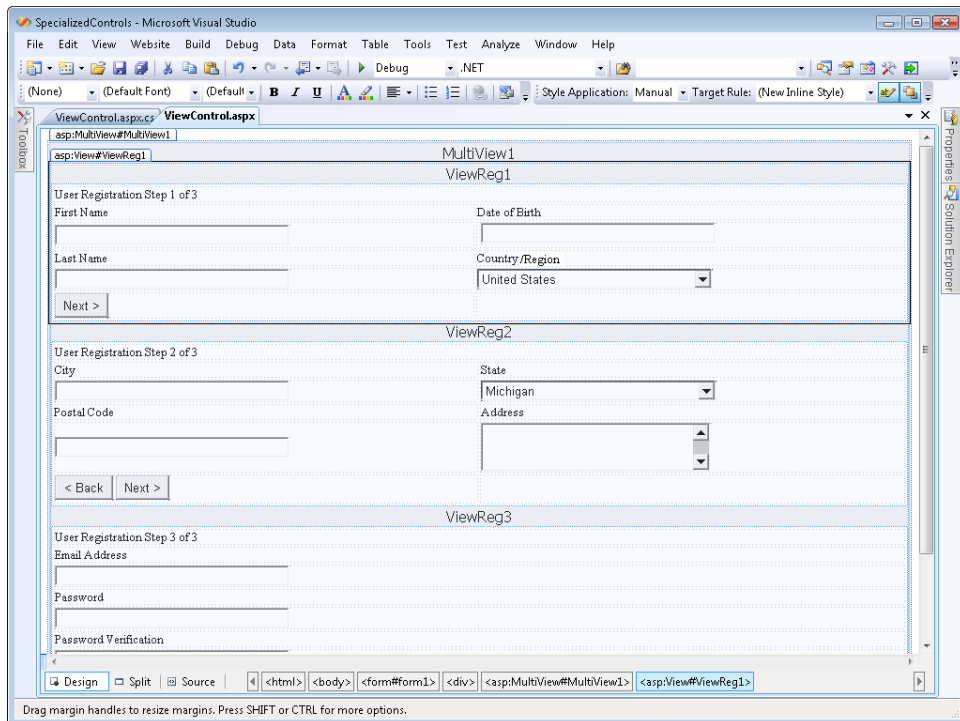 SpecializedControls - Microsoft Visual Studio
File Edit View Website Build Debug Data Format Table Tools Test Analyze Window Help
Debug .NET
(None) (Default Font) (Default B I U A Style Application: Manual Target Rule: (New Inline Style)
ViewControl.aspx.cs ViewControl.aspx
Toolbox
Properties
Solution Explorer
asp:MultiView#MultiView1
MultiView1
asp:View#ViewReg1
ViewReg1
User Registration Step 1 of 3
First Name Date of Birth
Last Name Country/Region
United States
Next >
ViewReg2
User Registration Step 2 of 3
City State
Michigan
Postal Code Address
< Back Next >
ViewReg3
User Registration Step 3 of 3
Email Address
Password
Password Verification
Design Split Source <html> <body> <form#form1> <div> <asp:MultiView#MultiView1> <asp:View#ViewReg1>
Drag margin handles to resize margins. Press SHIFT or CTRL for more options.